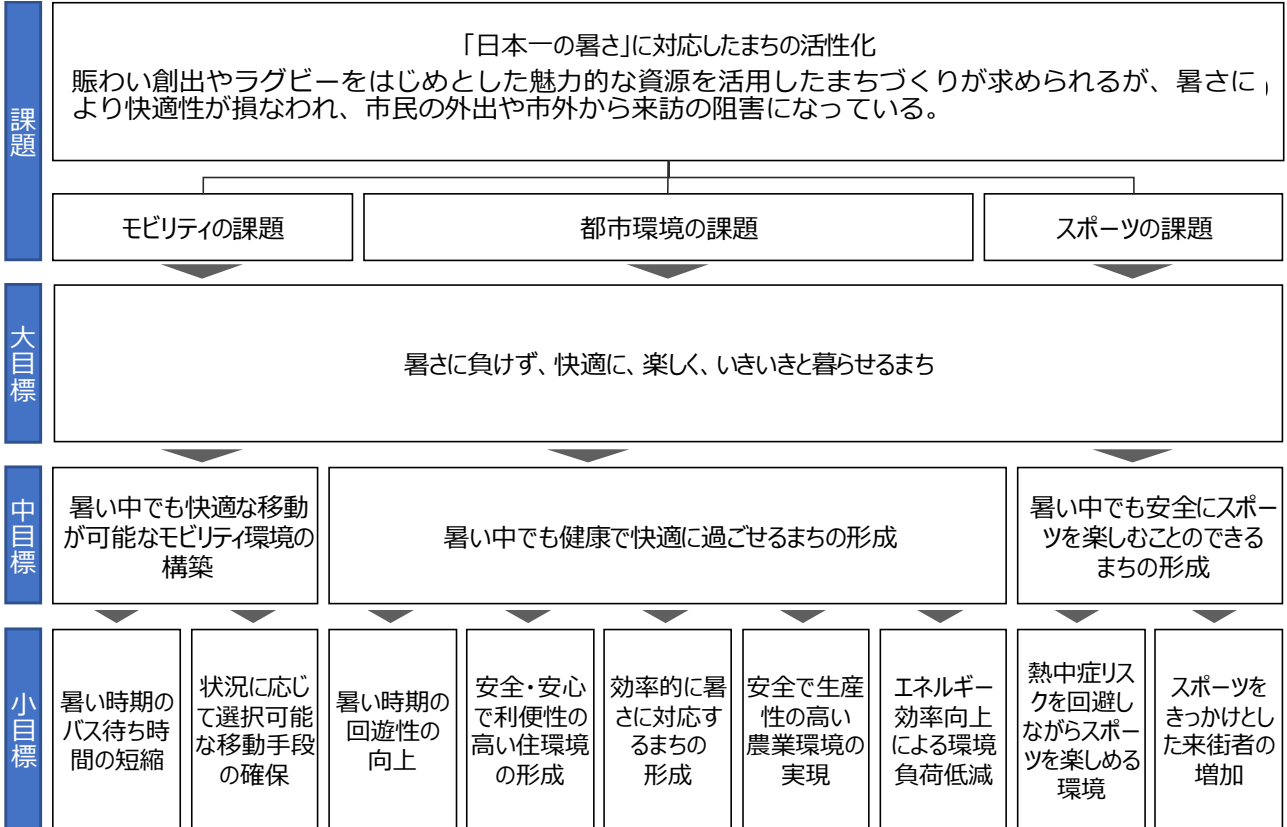 課題
「日本一の暑さ」に対応したまちの活性化
賑わい創出やラグビーをはじめとした魅力的な資源を活用したまちづくりが求められるが、暑さに
より快適性が損なわれ、市民の外出や市外から来訪の阻害になっている。
モビリティの課題
都市環境の課題
スポーツの課題
大目標
暑さに負けず、快適に、楽しく、いきいきと暮らせるまち
中目標
暑い中でも快適な移動
が可能なモビリティ環境の
構築
暑い中でも健康で快適に過ごせるまちの形成
暑い中でも安全にスポー
ツを楽しむことのできる
まちの形成
小目標
暑い時期の
バス待ち時
間の短縮
状況に応じ
て選択可能
な移動手段
の確保
暑い時期の
回遊性の
向上
安全・安心
で利便性の
高い住環境
の形成
効率的に暑
さに対応す
るまちの
形成
安全で生産
性の高い
農業環境の
実現
エネルギー
効率向上
による環境
負荷低減
熱中症リス
クを回避し
ながらスポー
ツを楽しめる
環境
スポーツを
きっかけとし
た来街者の
増加